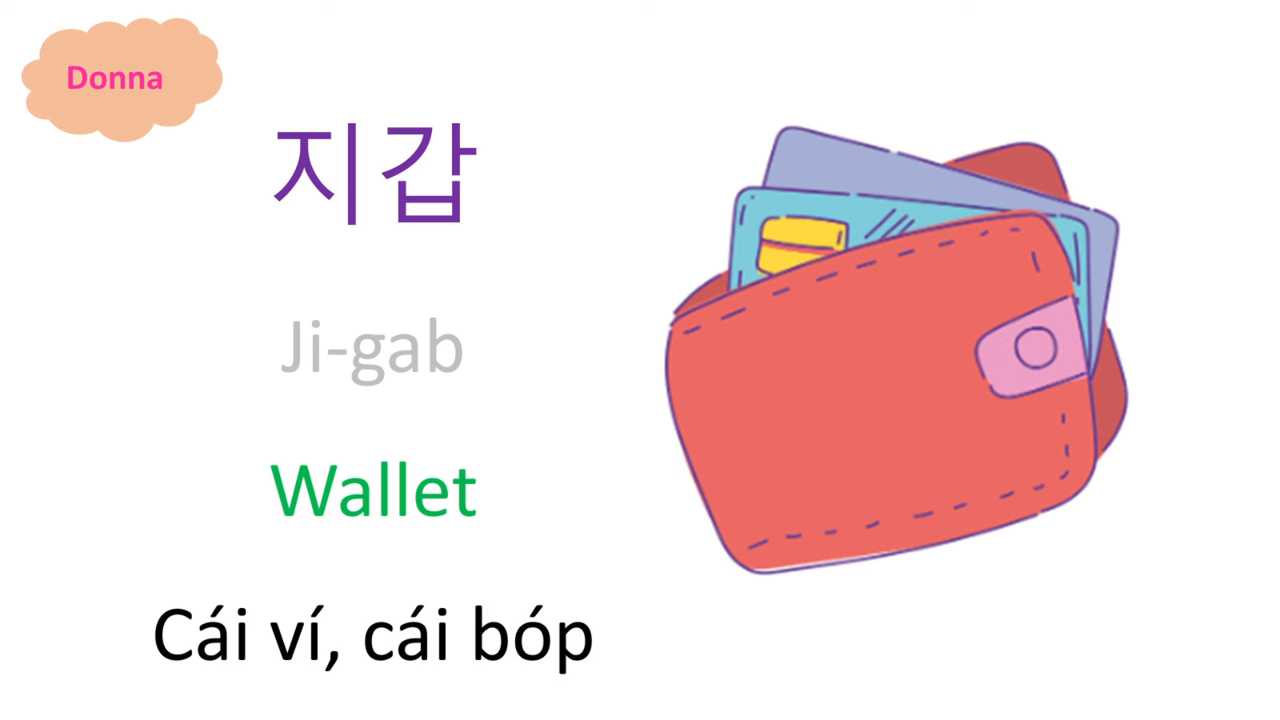 Donna
지갑
Ji-gab
Wallet
Cái ví, cái bóp